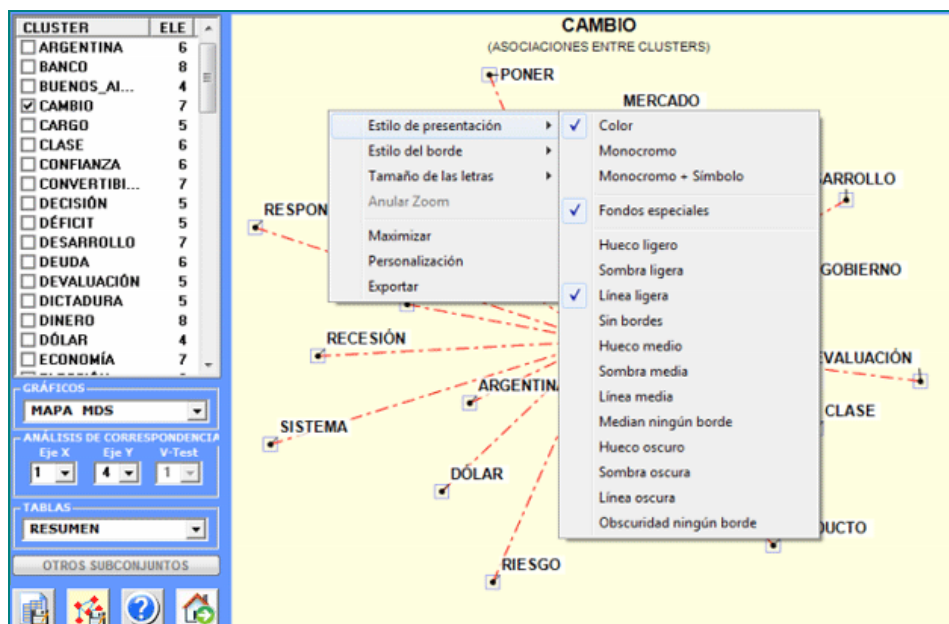 CLUSTER ELE
ARGENTINA 6
BANCO 8
BUENOS_AI... 4
CAMBIO 7
CARGO 5
CLASE 6
CONFIANZA 6
CONVERTIBI... 7
DECISIÓN 5
DÉFICIT 5
DESARROLLO 7
DEUDA 6
DEVALUACIÓN 5
DICTADURA 5
DINERO 8
DÓLAR 4
ECONOMÍA 7
GRÁFICOS
MAPA MDS
ANÁLISIS DE CORRESPONDENCIA
Eje X Eje Y V-Test
1 4 1
TABLAS
RESUMEN
OTROS SUBCONJUNTOS
CAMBIO
(ASOCIACIONES ENTRE CLUSTERS)
PONER
MERCADO
ARROLLO
RESPON
GOBIERNO
RECESIÓN
EVALUACIÓN
ARGENTINA
CLASE
SISTEMA
DÓLAR
DUCTO
RIESGO
Estilo de presentación
Estilo del borde
Tamaño de las letras
Anular Zoom
Maximizar
Personalización
Exportar
Color
Monocromo
Monocromo + Símbolo
Fondos especiales
Hueco ligero
Sombra ligera
Línea ligera
Sin bordes
Hueco medio
Sombra media
Línea media
Median ningún borde
Hueco oscuro
Sombra oscura
Línea oscura
Obscuridad ningún borde